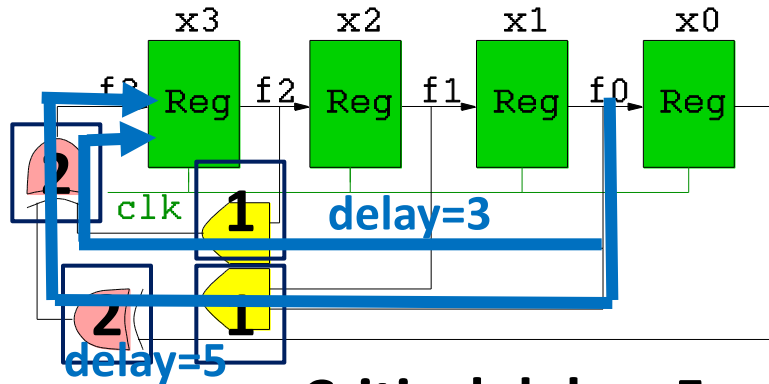 x3 x2 x1 x0
f3 Reg f2 Reg f1 Reg f0 Reg
2 1
clk delay=3
2 1
delay=5